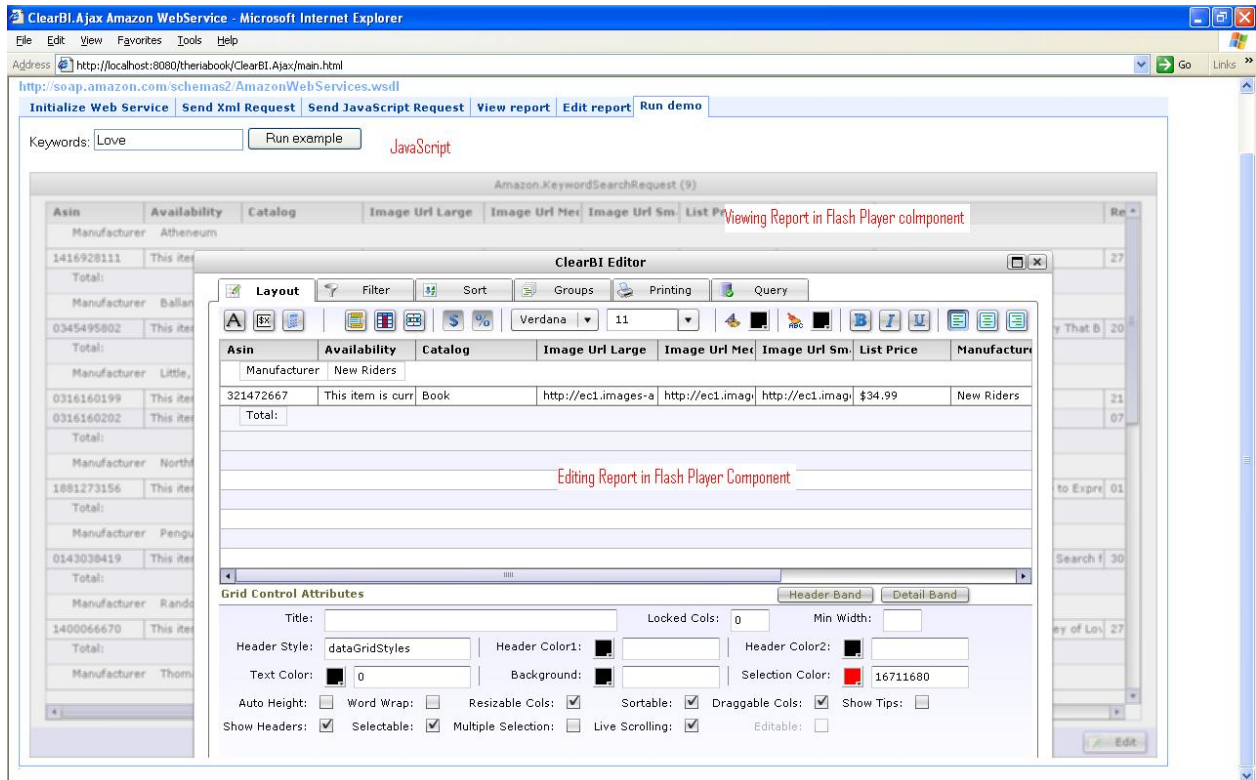 ClearBI.Ajax Amazon WebService - Microsoft Internet Explorer
File Edit View Favorites Tools Help
Address http://localhost:8080/theriabook/ClearBI.Ajax/main.html Go Links »
http://soap.amazon.com/schemas2/AmazonWebServices.wsdl
Initialize Web Service Send Xml Request Send JavaScript Request View report Edit report Run demo
Keywords: Love Run example
JavaScript
Amazon.KeywordSearchRequest (9)
Asin Availability Catalog Image Url Large Image Url Med Image Url Sm List Pr Re
Viewing Report in Flash Player colmponent
Manufacturer Atheneum
1416928111 This iter 27
ClearBI Editor
Total:
Layout Filter Sort Groups Printing Query
Manufacturer Ballan
Verdana 11
0345495802 This iter y That B 20
Total:
Asin Availability Catalog Image Url Large Image Url Med Image Url Sm List Price Manufacture
Manufacturer Little,
Manufacturer New Riders
0316160199 This iter 21
321472667 This item is curr Book http://ec1.images-a http://ec1.imag http://ec1.imag $34.99 New Riders
0316160202 This iter 07
Total:
Total:
Manufacturer Northf
Editing Report in Flash Player Component
1881273156 This iter to Expre 01
Total:
Manufacturer Pengu
0143038419 This iter Search f 30
Total:
Grid Control Attributes Header Band Detail Band
Manufacturer Rando
Title: Locked Cols: 0 Min Width:
1400066670 This iter ey of Lov 27
Header Style: dataGridStyles Header Color1: Header Color2:
Total:
Text Color: 0 Background: Selection Color: 16711680
Manufacturer Thom
Auto Height: Word Wrap: Resizable Cols: Sortable: Draggable Cols: Show Tips:
Show Headers: Selectable: Multiple Selection: Live Scrolling: Editable:
Edit